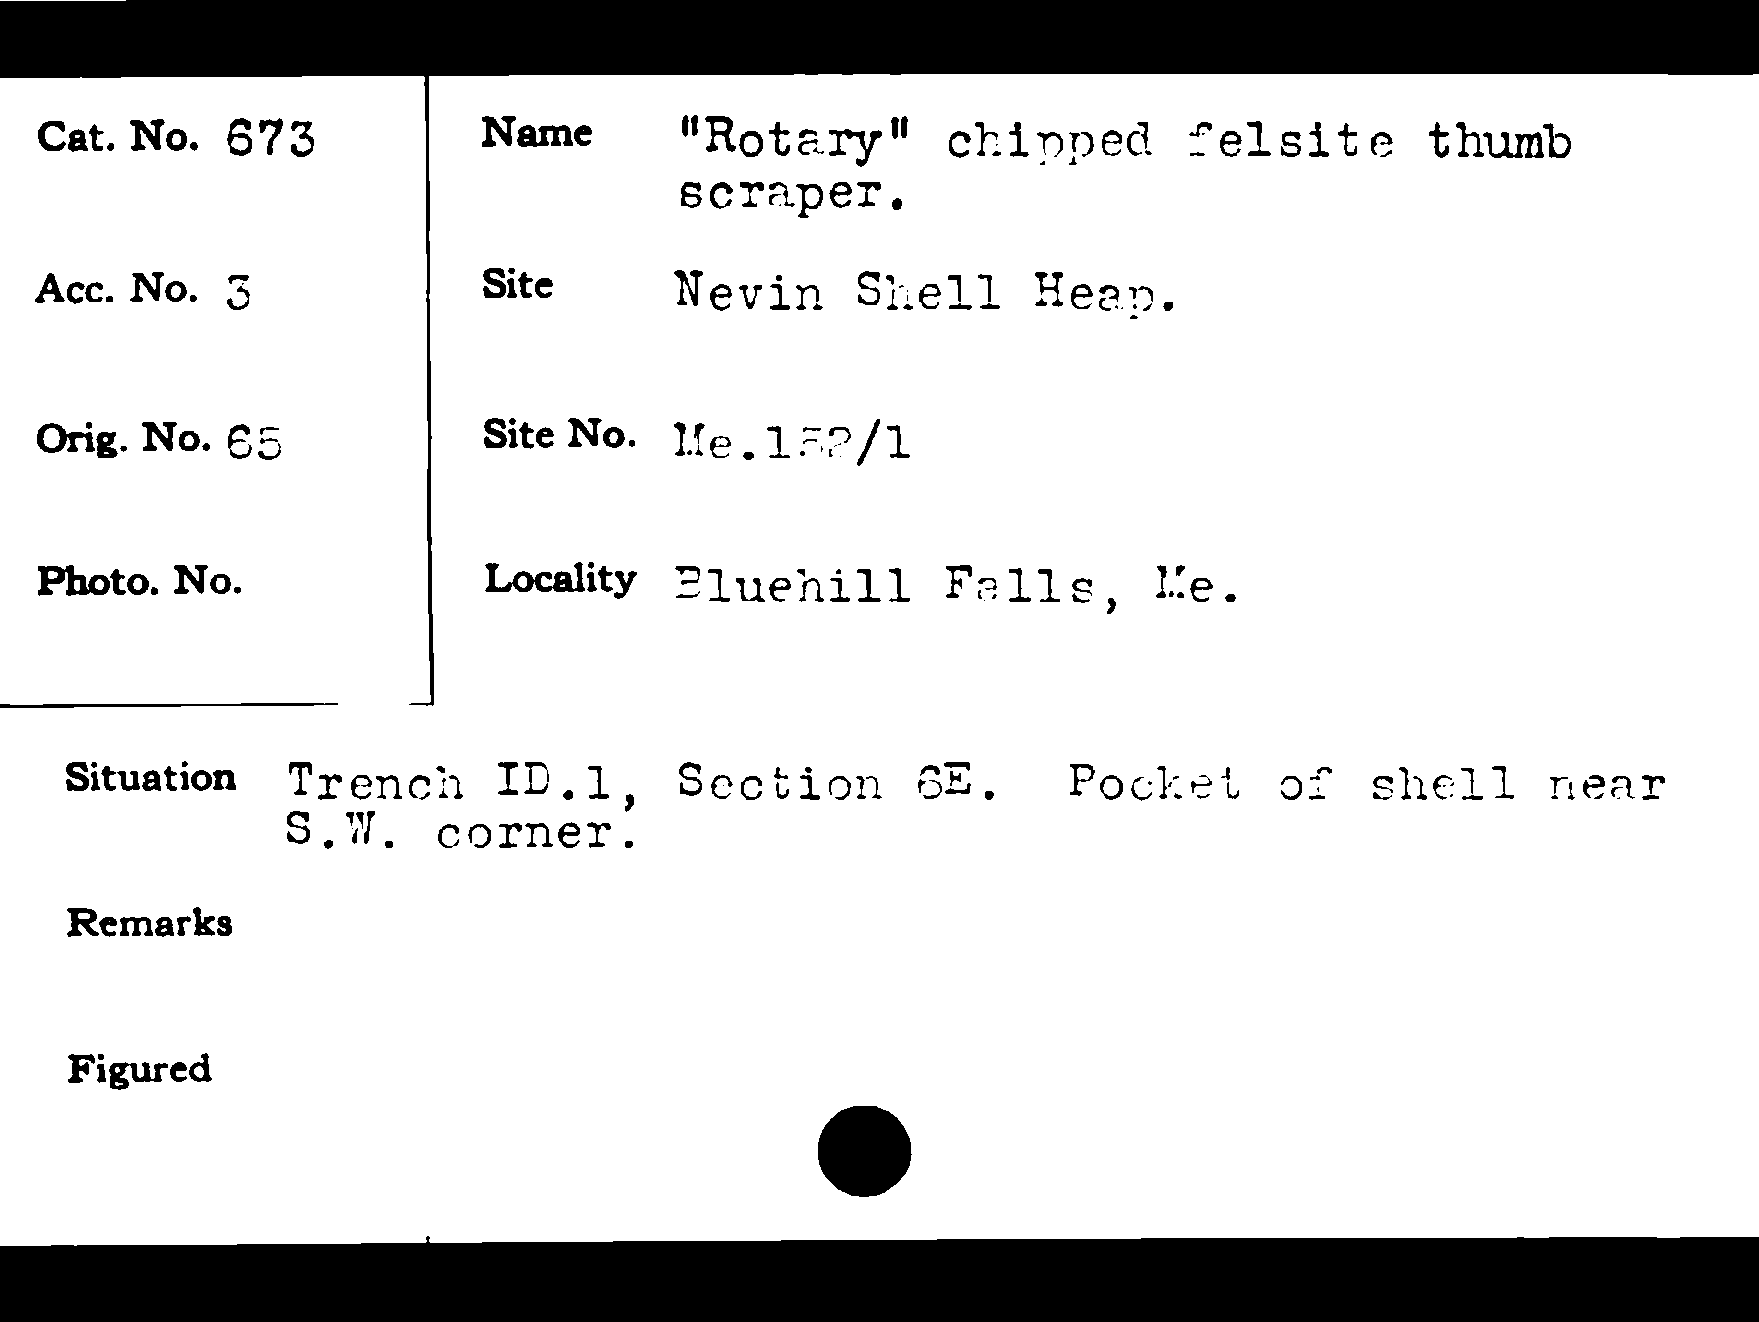 Cat. No. 673
Name "Rotary" chipped felsite thumb
scraper.
Acc. No. 3
Site Nevin Shell Heap.
Orig. No. 65
Site No. Me.152/1
Photo. No.
Locality Bluehill Falls, Me.
Situation Trench ID.1, Section 6E. Pocket of shell near
S.W. corner.
Remarks
Figured